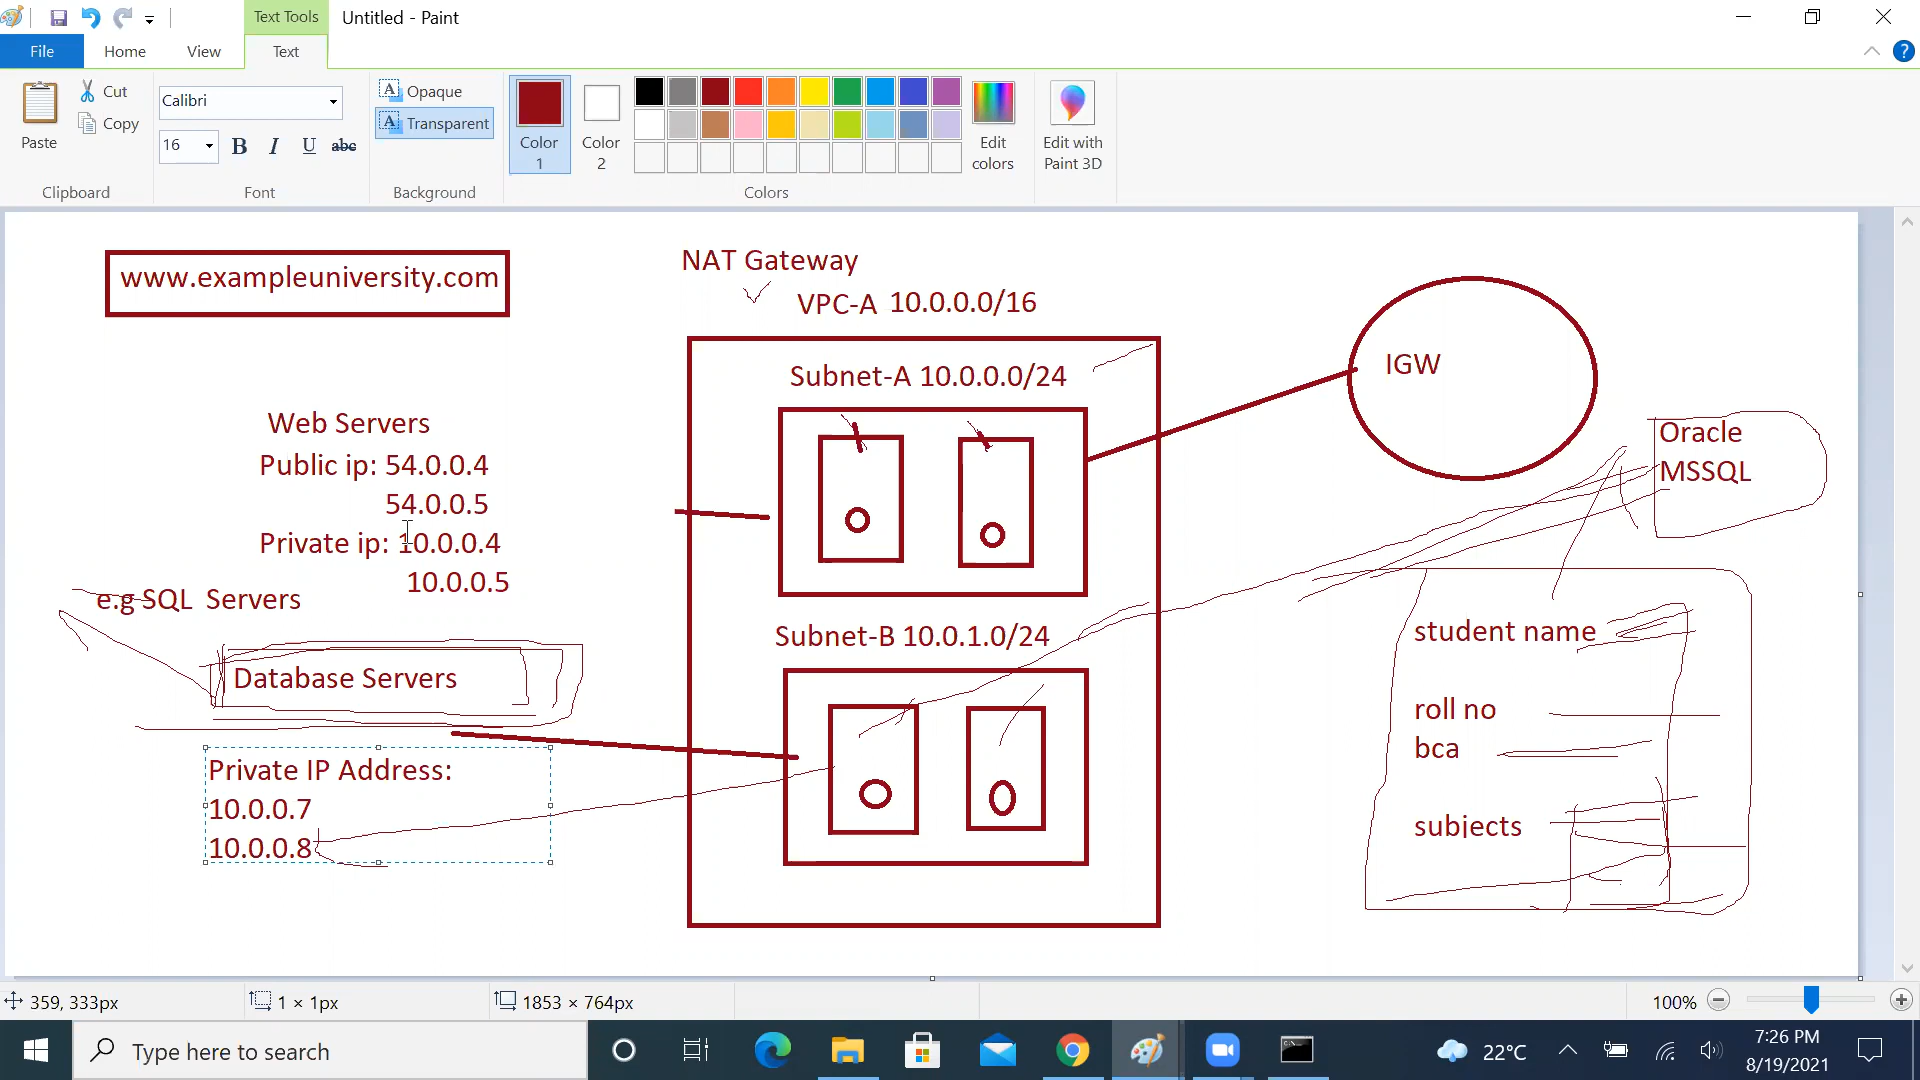 Text Tools
Untitled - Paint
File
Home
View
Text
Paste
Cut
Copy
Clipboard
Calibri
16
B I U abc
Font
Opaque
Transparent
Background
Color 1
Color 2
Colors
Edit colors
Edit with Paint 3D
www.exampleuniversity.com
NAT Gateway
VPC-A 10.0.0.0/16
Subnet-A 10.0.0.0/24
IGW
Oracle
MSSQL
Web Servers
Public ip: 54.0.0.4
54.0.0.5
Private ip: 10.0.0.4
10.0.0.5
e.g SQL Servers
Subnet-B 10.0.1.0/24
student name
Database Servers
roll no
bca
Private IP Address:
10.0.0.7
10.0.0.8
subjects
359, 333px
1 × 1px
1853 × 764px
100%
Type here to search
22°C
7:26 PM
8/19/2021